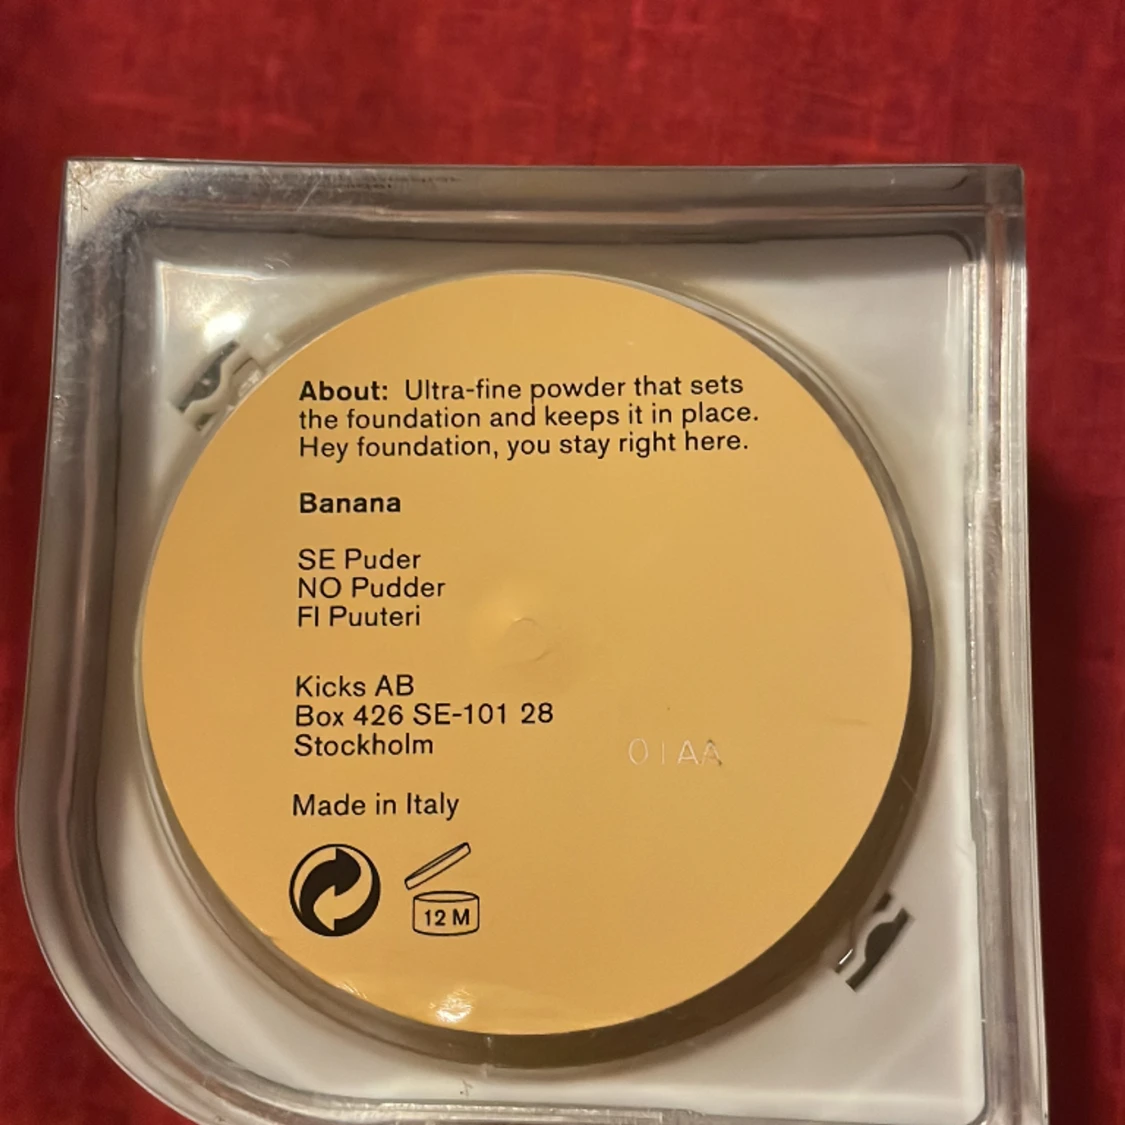 About: Ultra-fine powder that sets
the foundation and keeps it in place.
Hey foundation, you stay right here.
Banana
SE Puder
NO Pudder
FI Puuteri
Kicks AB
Box 426 SE-101 28
Stockholm
01AA
Made in Italy
12 M